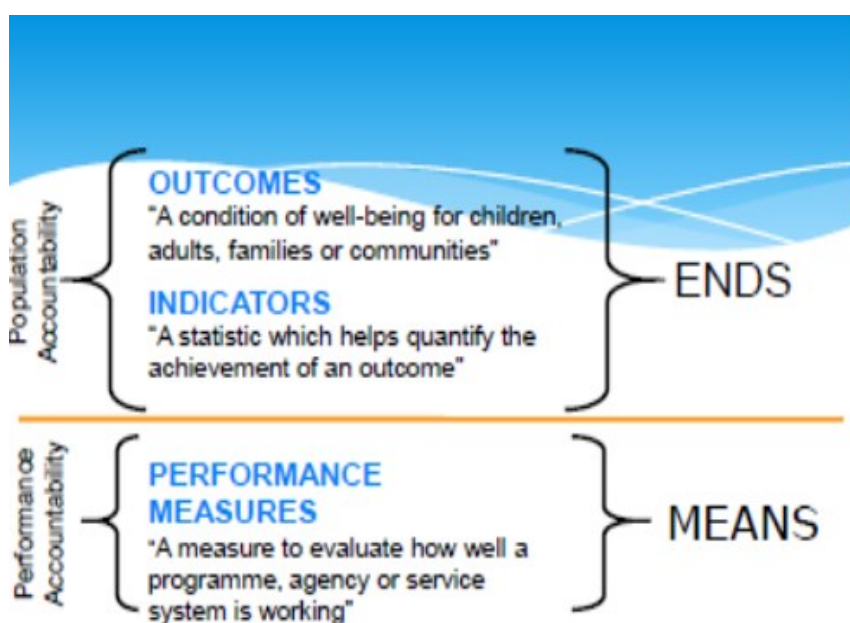 Population
Accountability
OUTCOMES
"A condition of well-being for children,
adults, families or communities"
INDICATORS
"A statistic which helps quantify the
achievement of an outcome"
ENDS
Performance
Accountability
PERFORMANCE
MEASURES
"A measure to evaluate how well a
programme, agency or service
system is working"
MEANS